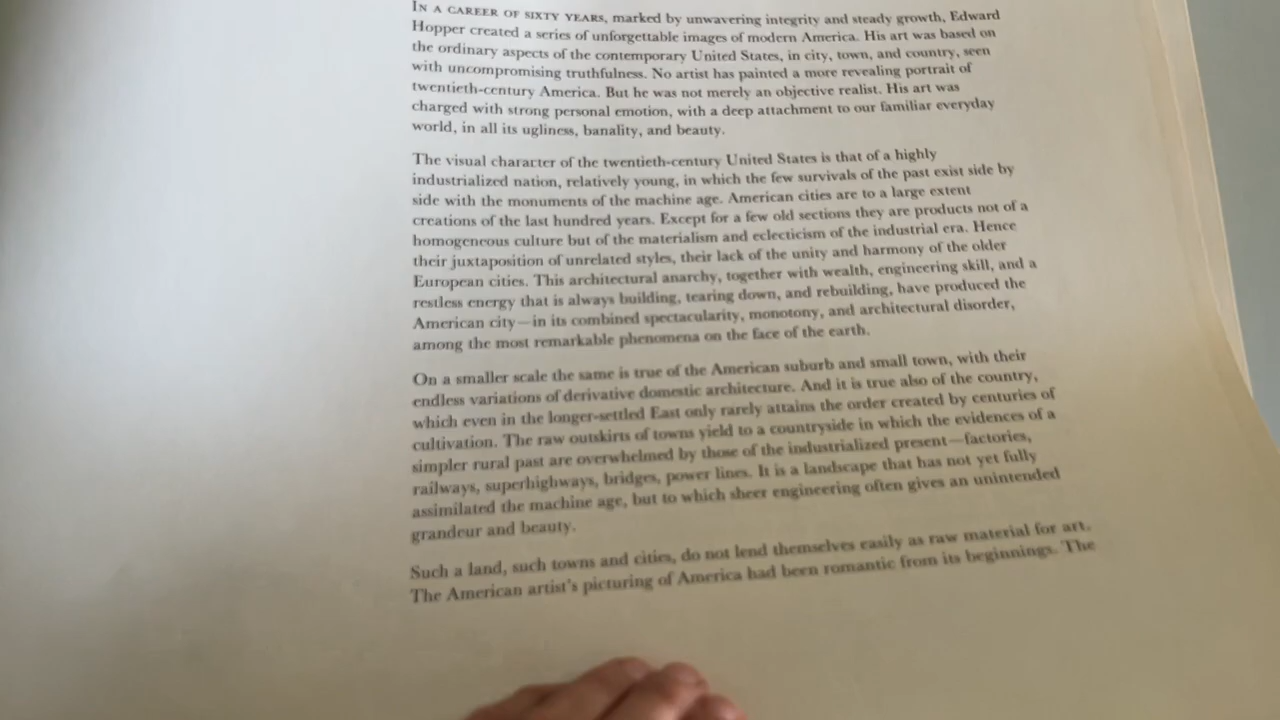 IN A CAREER OF SIXTY YEARS, marked by unwavering integrity and steady growth, Edward
Hopper created a series of unforgettable images of modern America. His art was based on
the ordinary aspects of the contemporary United States, in city, town, and country, seen
with uncompromising truthfulness. No artist has painted a more revealing portrait of
twentieth-century America. But he was not merely an objective realist. His art was
charged with strong personal emotion, with a deep attachment to our familiar everyday
world, in all its ugliness, banality, and beauty.
The visual character of the twentieth-century United States is that of a highly
industrialized nation, relatively young, in which the few survivals of the past exist side by
side with the monuments of the machine age. American cities are to a large extent
creations of the last hundred years. Except for a few old sections they are products not of a
homogeneous culture but of the materialism and eclecticism of the industrial era. Hence
their juxtaposition of unrelated styles, their lack of the unity and harmony of the older
European cities. This architectural anarchy, together with wealth, engineering skill, and a
restless energy that is always building, tearing down, and rebuilding, have produced the
American city—in its combined spectacularity, monotony, and architectural disorder,
among the most remarkable phenomena on the face of the earth.
On a smaller scale the same is true of the American suburb and small town, with their
endless variations of derivative domestic architecture. And it is true also of the country,
which even in the longer-settled East only rarely attains the order created by centuries of
cultivation. The raw outskirts of towns yield to a countryside in which the evidences of a
simpler rural past are overwhelmed by those of the industrialized present—factories,
railways, superhighways, bridges, power lines. It is a landscape that has not yet fully
assimilated the machine age, but to which sheer engineering often gives an unintended
grandeur and beauty.
Such a land, such towns and cities, do not lend themselves easily as raw material for art.
The American artist's picturing of America had been romantic from its beginnings. The